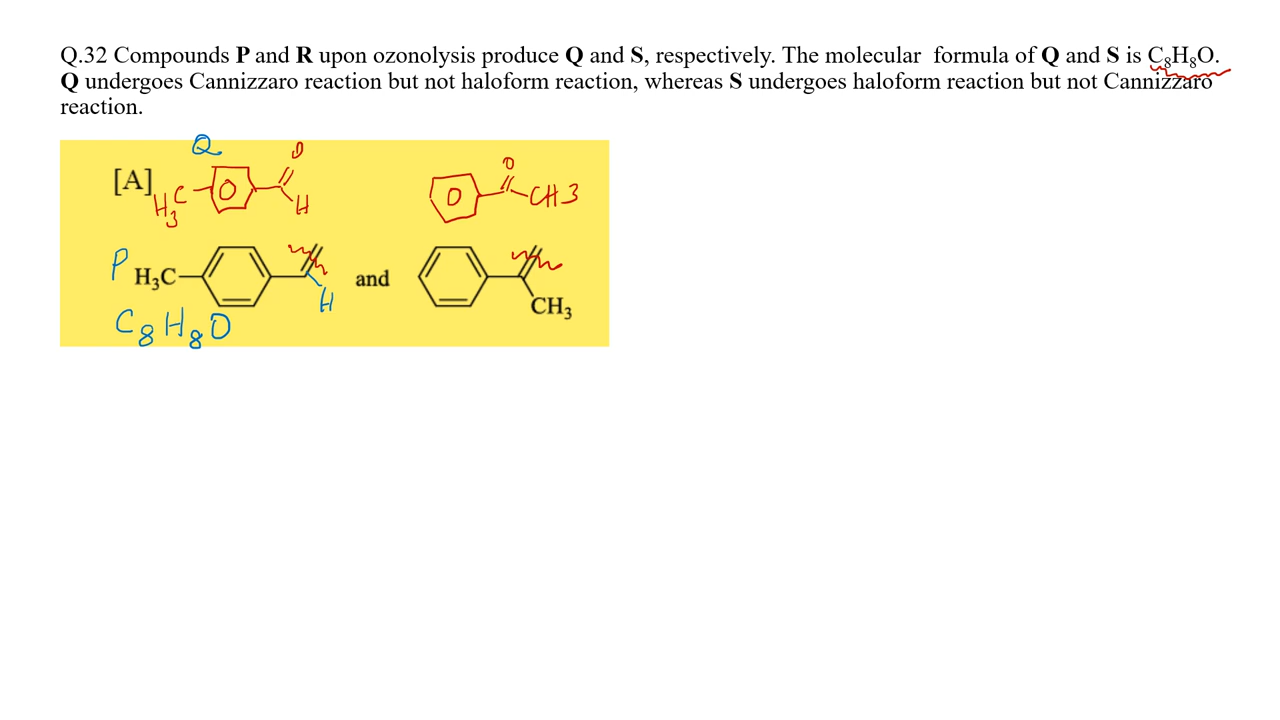 Q.32 Compounds P and R upon ozonolysis produce Q and S, respectively. The molecular formula of Q and S is C₈H₈O.
Q undergoes Cannizzaro reaction but not haloform reaction, whereas S undergoes haloform reaction but not Cannizzaro
reaction.
Q
O O
[A] H₃C O H O CH3
P H₃C and
H CH₃
C₈H₈O